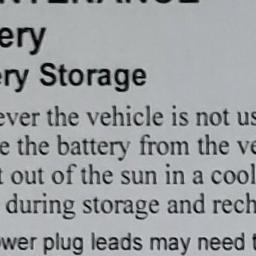 ery
ery Storage
ever the vehicle is not us
e the battery from the ve
t out of the sun in a cool
during storage and rech
ower plug leads may need t